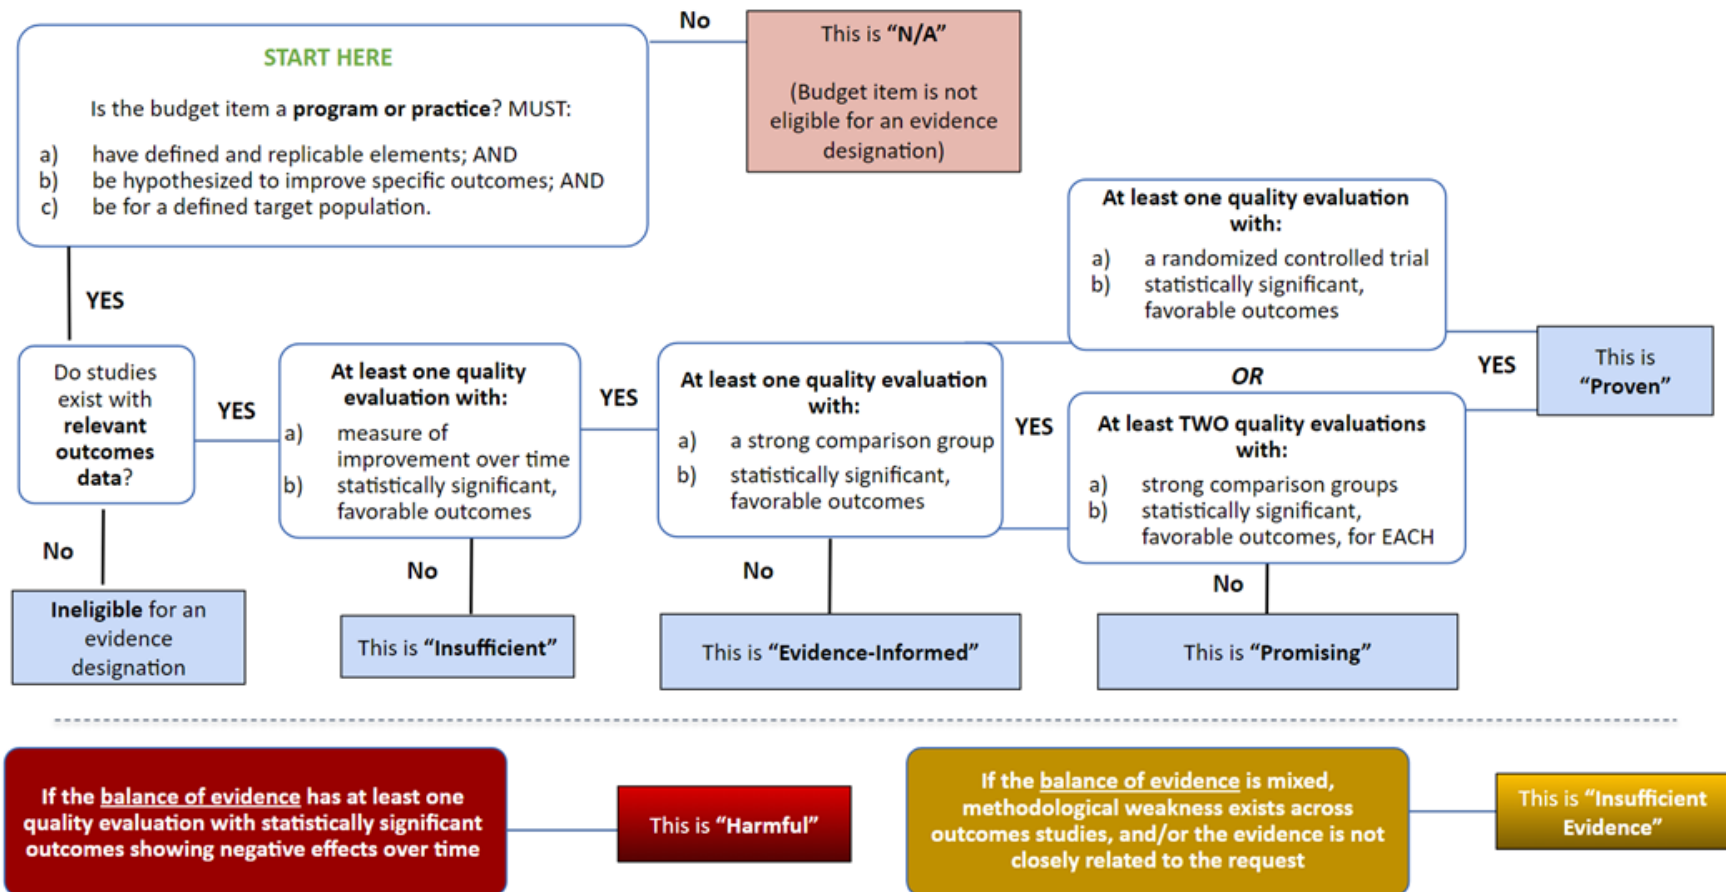 START HERE
Is the budget item a program or practice? MUST:
a) have defined and replicable elements; AND
b) be hypothesized to improve specific outcomes; AND
c) be for a defined target population.
No
This is “N/A”
(Budget item is not
eligible for an evidence
designation)
YES
Do studies
exist with
relevant
outcomes
data?
YES
No
Ineligible for an
evidence
designation
At least one quality
evaluation with:
a) measure of
improvement over time
b) statistically significant,
favorable outcomes
YES
No
This is “Insufficient”
At least one quality evaluation
with:
a) a strong comparison group
b) statistically significant,
favorable outcomes
YES
No
This is “Evidence-Informed”
At least one quality evaluation
with:
a) a randomized controlled trial
b) statistically significant,
favorable outcomes
OR
At least TWO quality evaluations
with:
a) strong comparison groups
b) statistically significant,
favorable outcomes, for EACH
YES
This is
“Proven”
No
This is “Promising”
If the balance of evidence has at least one
quality evaluation with statistically significant
outcomes showing negative effects over time
This is “Harmful”
If the balance of evidence is mixed,
methodological weakness exists across
outcomes studies, and/or the evidence is not
closely related to the request
This is “Insufficient
Evidence”